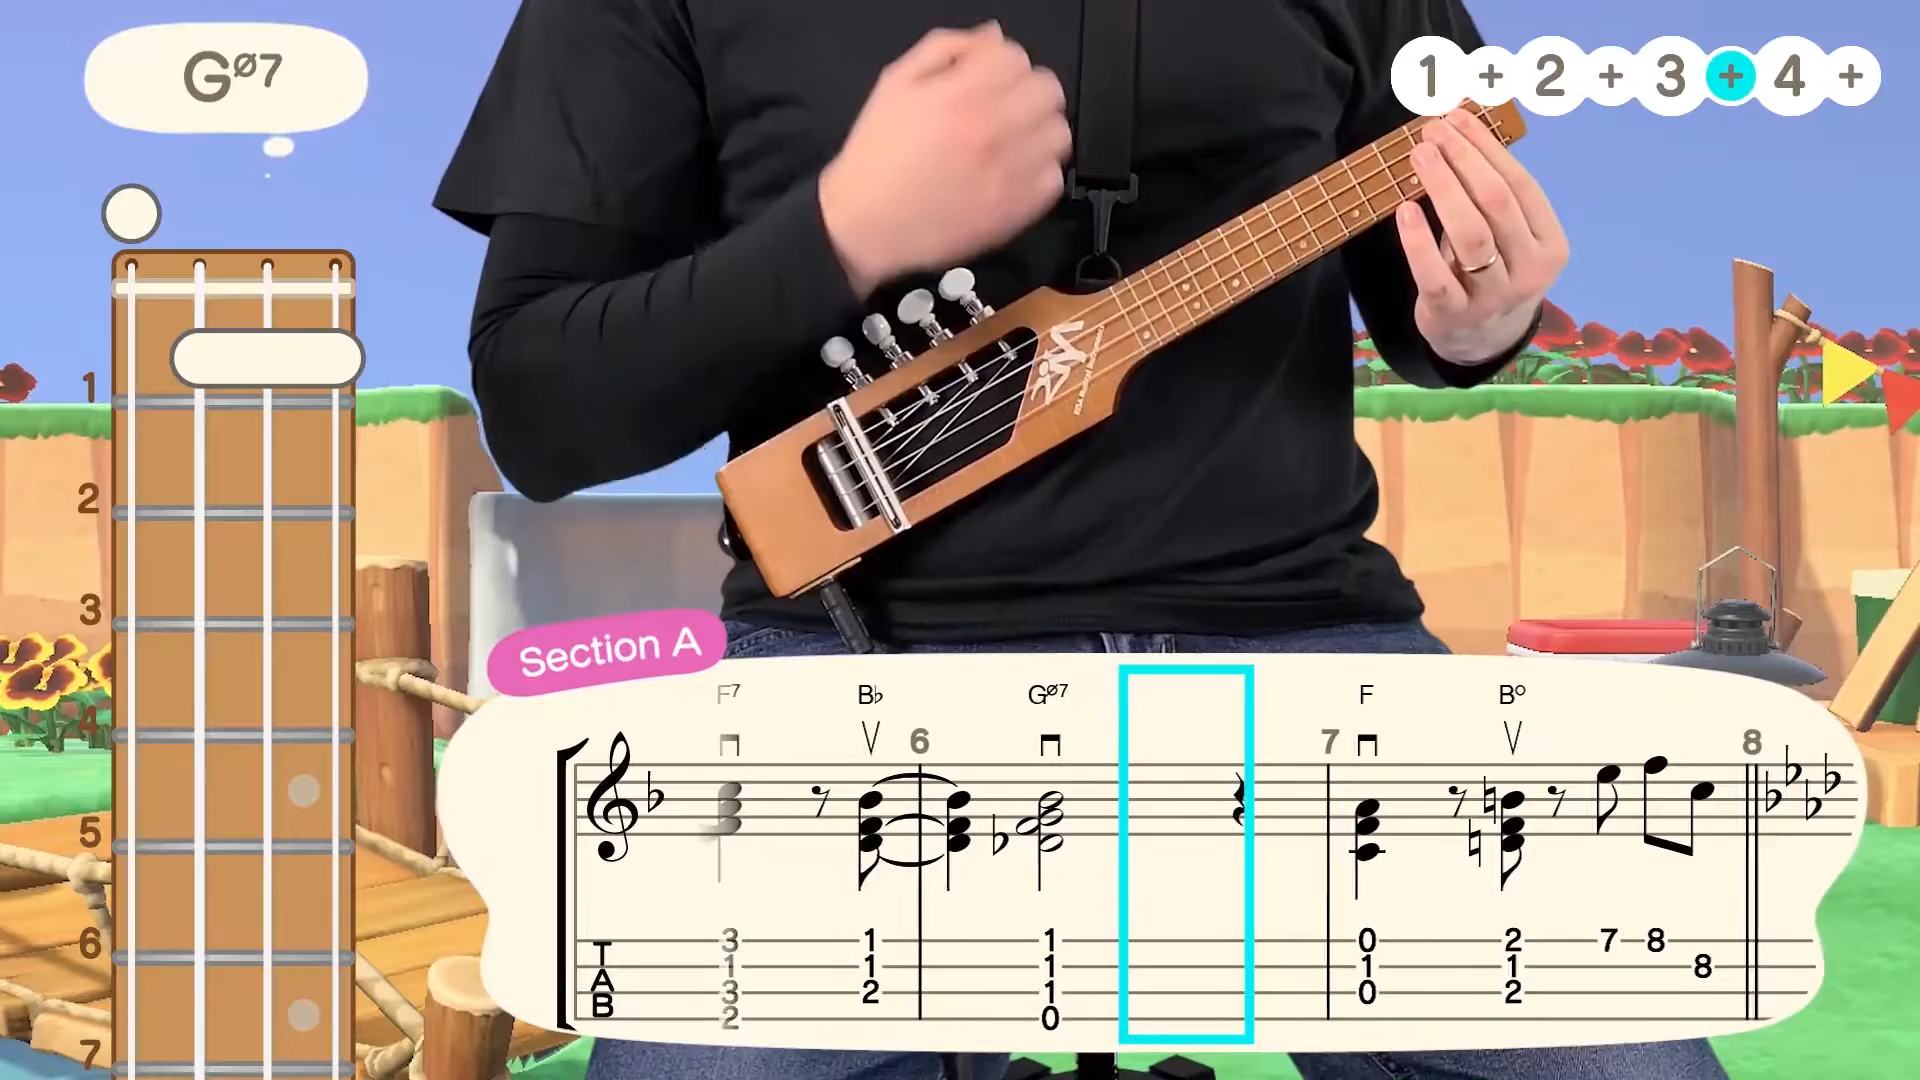 Gø7
1 + 2 + 3 + 4 +
1
2
3
4
5
6
7
Section A
F7 B♭ Gø7 F B°
6 7 8
T
A
B
3 1 1 0 2 7 8
1 1 1 1 1 8
3 2 1 0 2
2 0